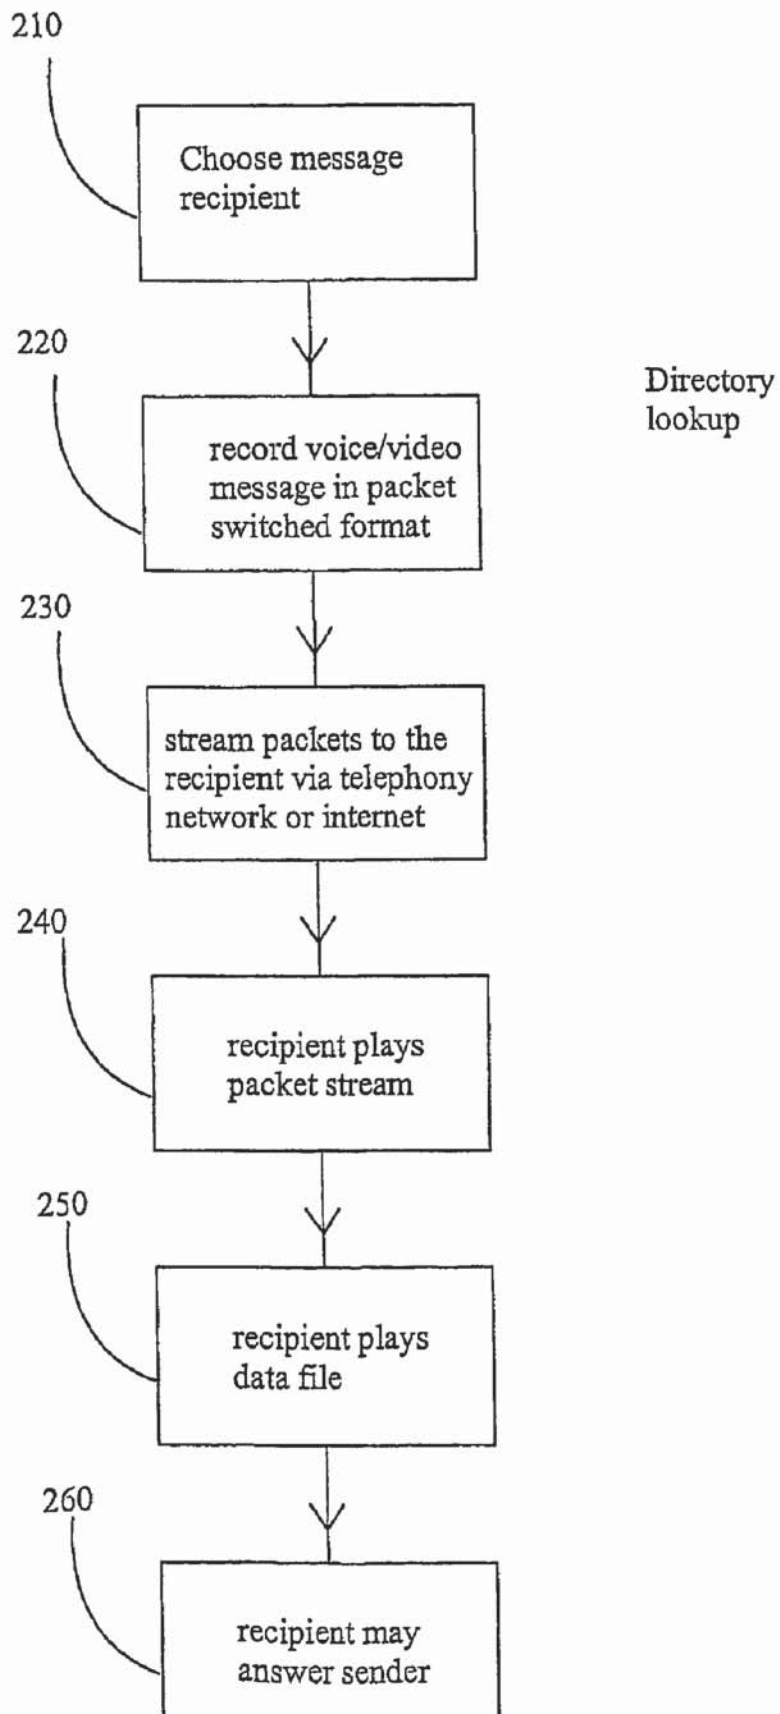 210
Choose message
recipient
220
Directory
lookup
record voice/video
message in packet
switched format
230
stream packets to the
recipient via telephony
network or internet
240
recipient plays
packet stream
250
recipient plays
data file
260
recipient may
answer sender